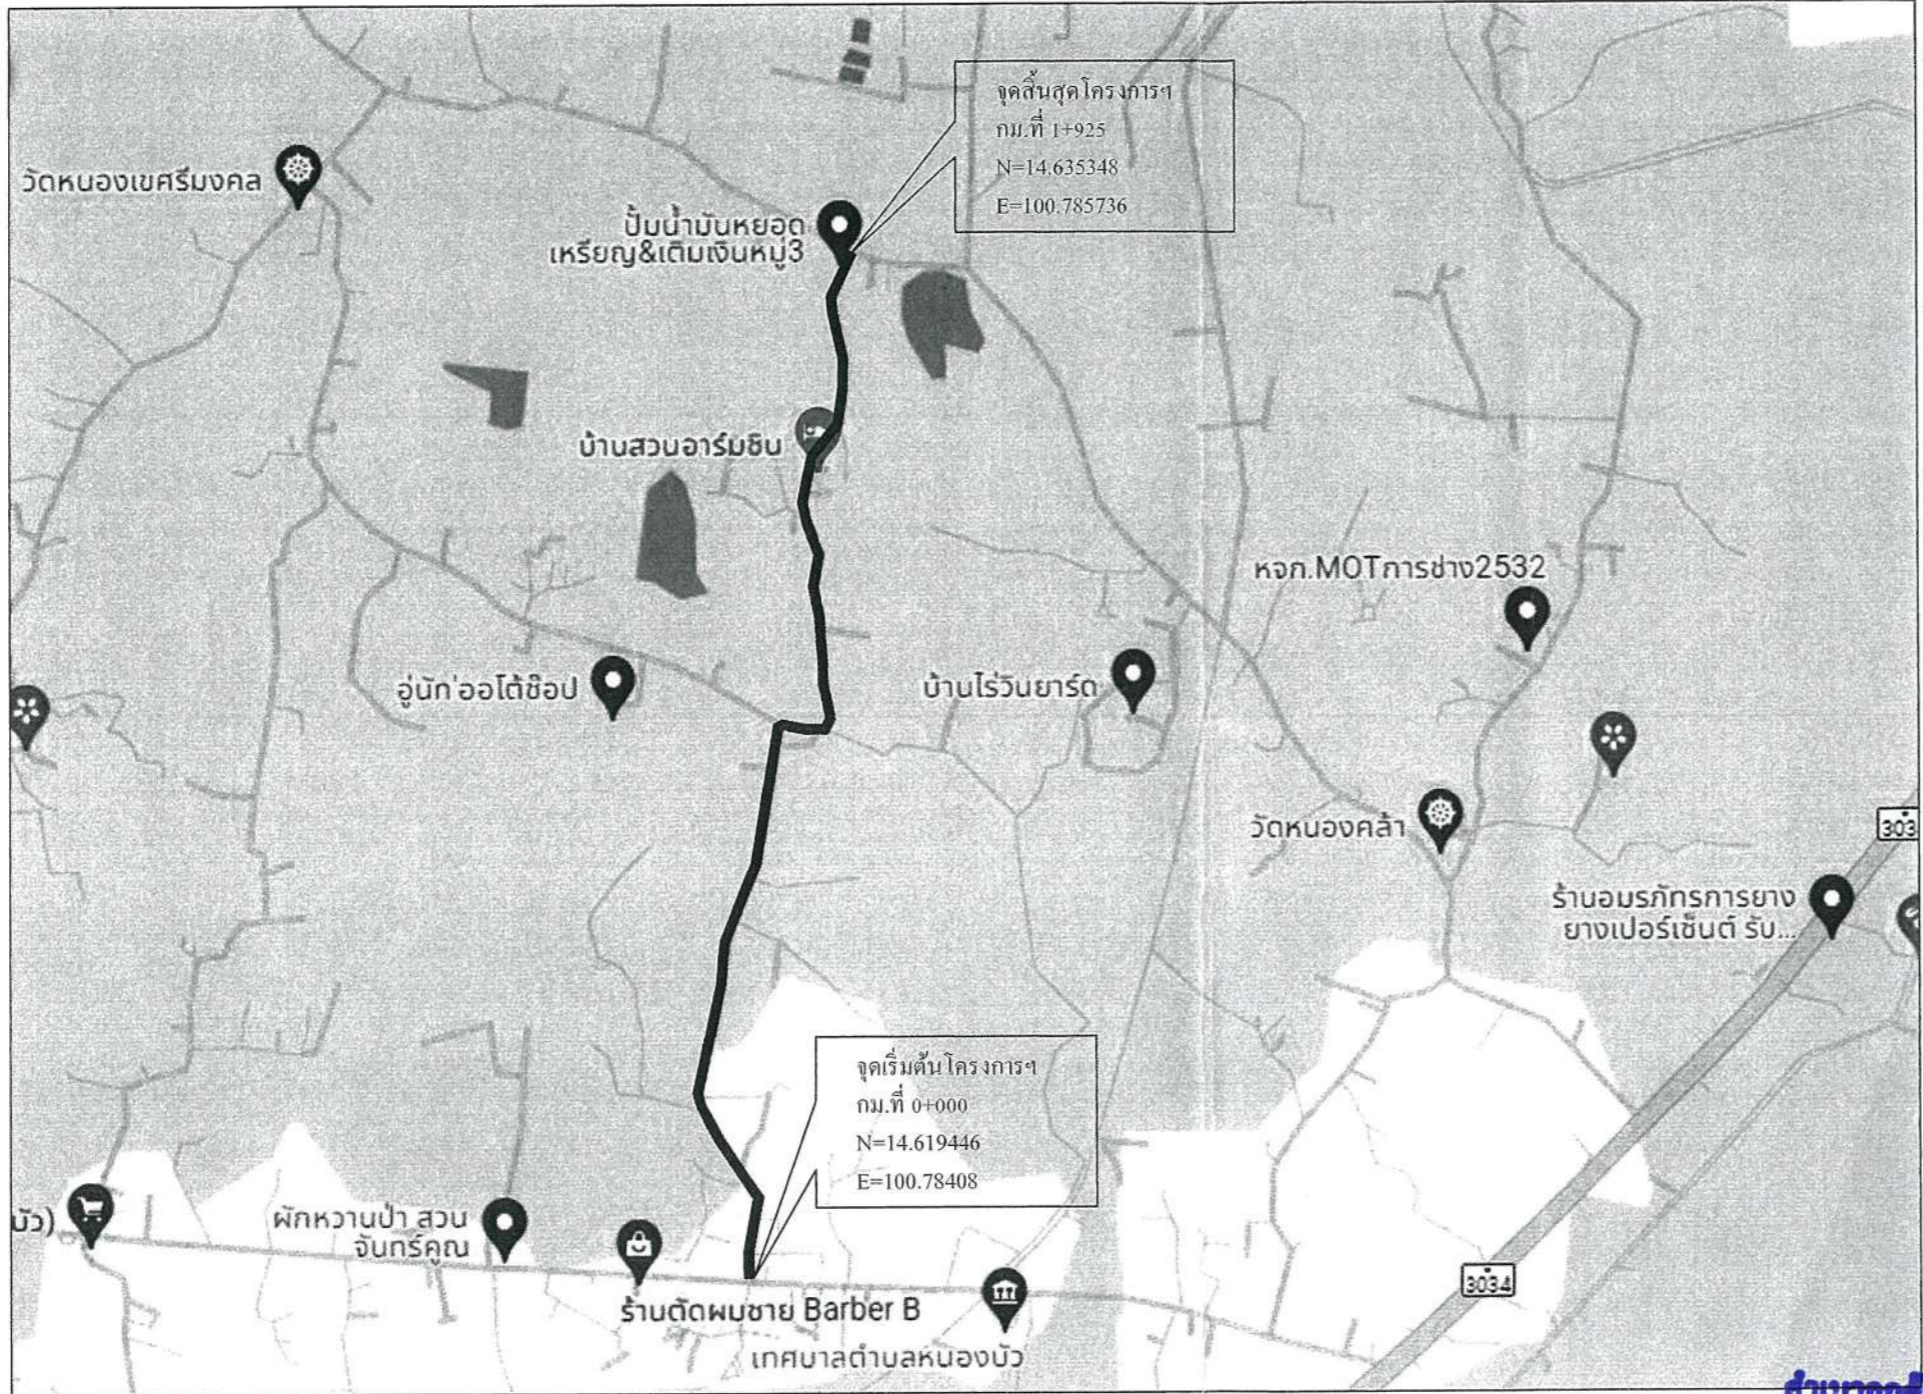 จุดสิ้นสุดโครงการฯ
กม.ที่ 1+925
N=14.635348
E=100.785736
วัดหนองเขศรีมงคล
ปั้มน้ำมันหยอด
เหรียญ&เติมเงินหมู่3
บ้านสวนอาร์มชิน
หจก.MOTการช่าง2532
อู่นัท'ออโต้ช๊อป
บ้านไร่วินยาร์ด
วัดหนองคล้า
303
ร้านอมรภัทรการยาง
ยางเปอร์เซ็นต์ รับ...
จุดเริ่มต้นโครงการฯ
กม.ที่ 0+000
N=14.619446
E=100.78408
บัว)
ผักหวานป่า สวน
จันทร์คูณ
3034
ร้านตัดผมชาย Barber B
เทศบาลตำบลหนองบัว